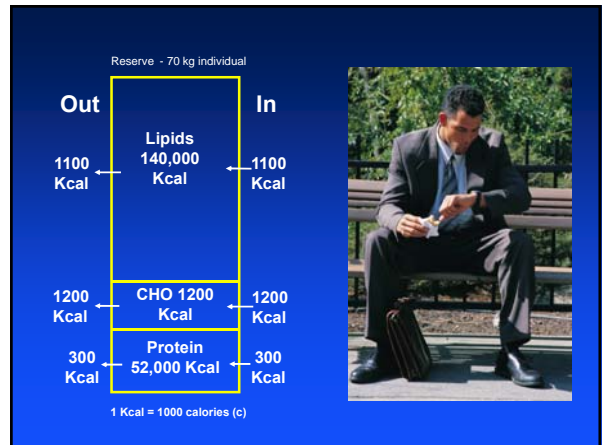 Reserve - 70 kg individual
Out
In
Lipids
140,000
Kcal
1100
Kcal
1100
Kcal
CHO 1200
Kcal
1200
Kcal
1200
Kcal
Protein
52,000 Kcal
300
Kcal
300
Kcal
1 Kcal = 1000 calories (c)